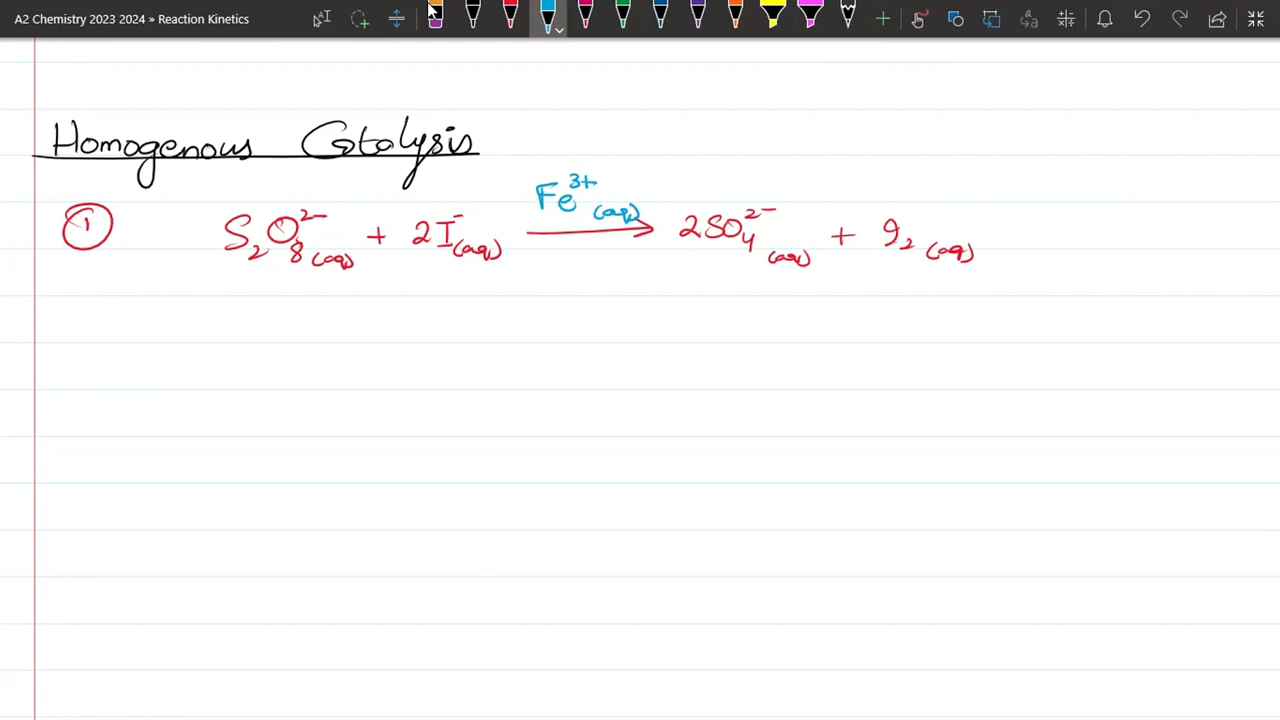 A2 Chemistry 2023 2024 » Reaction Kinetics
Homogenous Catalysis
① S₂O₈²⁻(aq) + 2I⁻(aq) Fe³⁺(aq) → 2SO₄²⁻(aq) + I₂(aq)